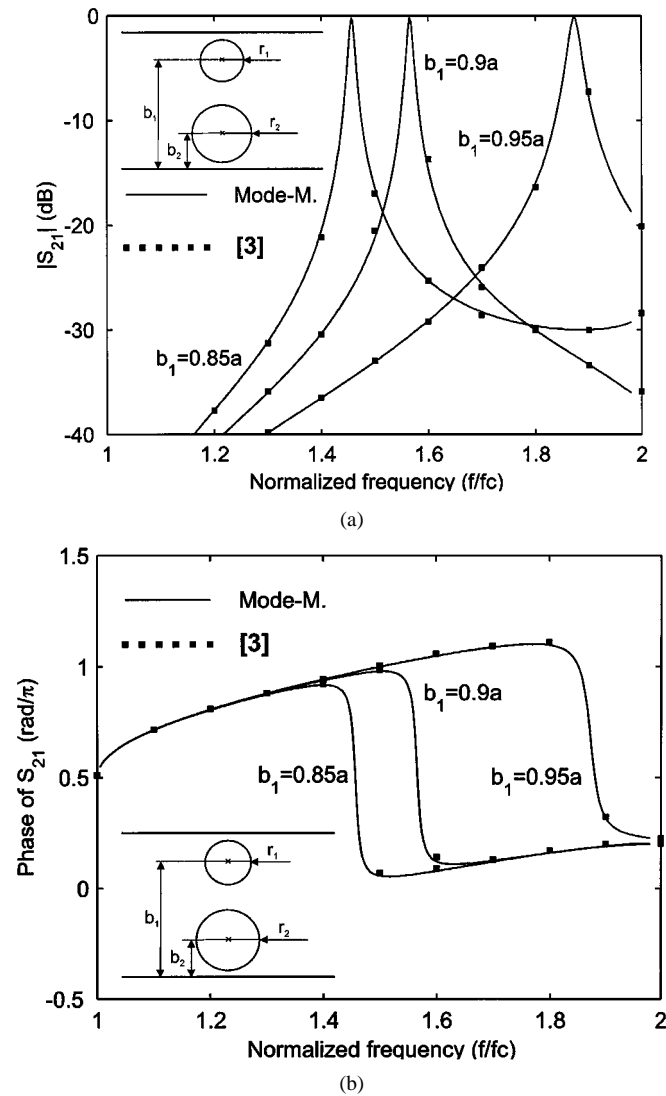 0
-10
-20
-30
-40
|S21| (dB)
r1
b1
r2
b2
Mode-M.
[3]
b1=0.9a
b1=0.95a
b1=0.85a
1 1.2 1.4 1.6 1.8 2
Normalized frequency (f/fc)
(a)
1.5
1
0.5
0
-0.5
Phase of S21 (rad/π)
Mode-M.
[3]
b1=0.9a
b1=0.85a
b1=0.95a
r1
b1
r2
b2
1 1.2 1.4 1.6 1.8 2
Normalized frequency (f/fc)
(b)